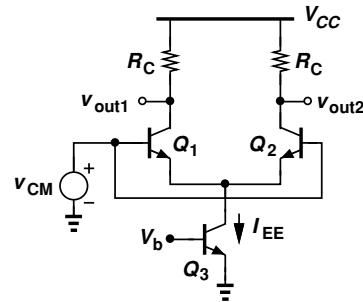 V_CC
R_C R_C
v_out1 v_out2
Q_1 Q_2
+
v_CM
−
V_b I_EE
Q_3